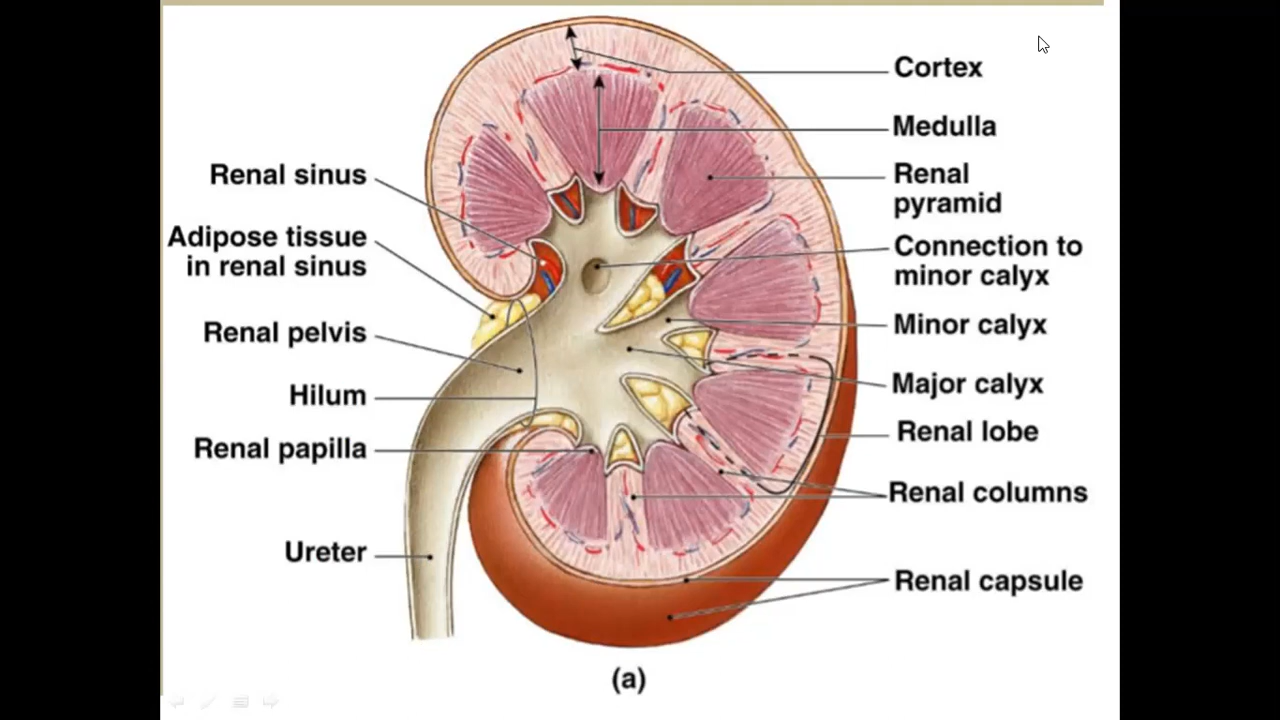 Renal sinus
Adipose tissue
in renal sinus
Renal pelvis
Hilum
Renal papilla
Ureter
Cortex
Medulla
Renal
pyramid
Connection to
minor calyx
Minor calyx
Major calyx
Renal lobe
Renal columns
Renal capsule
(a)